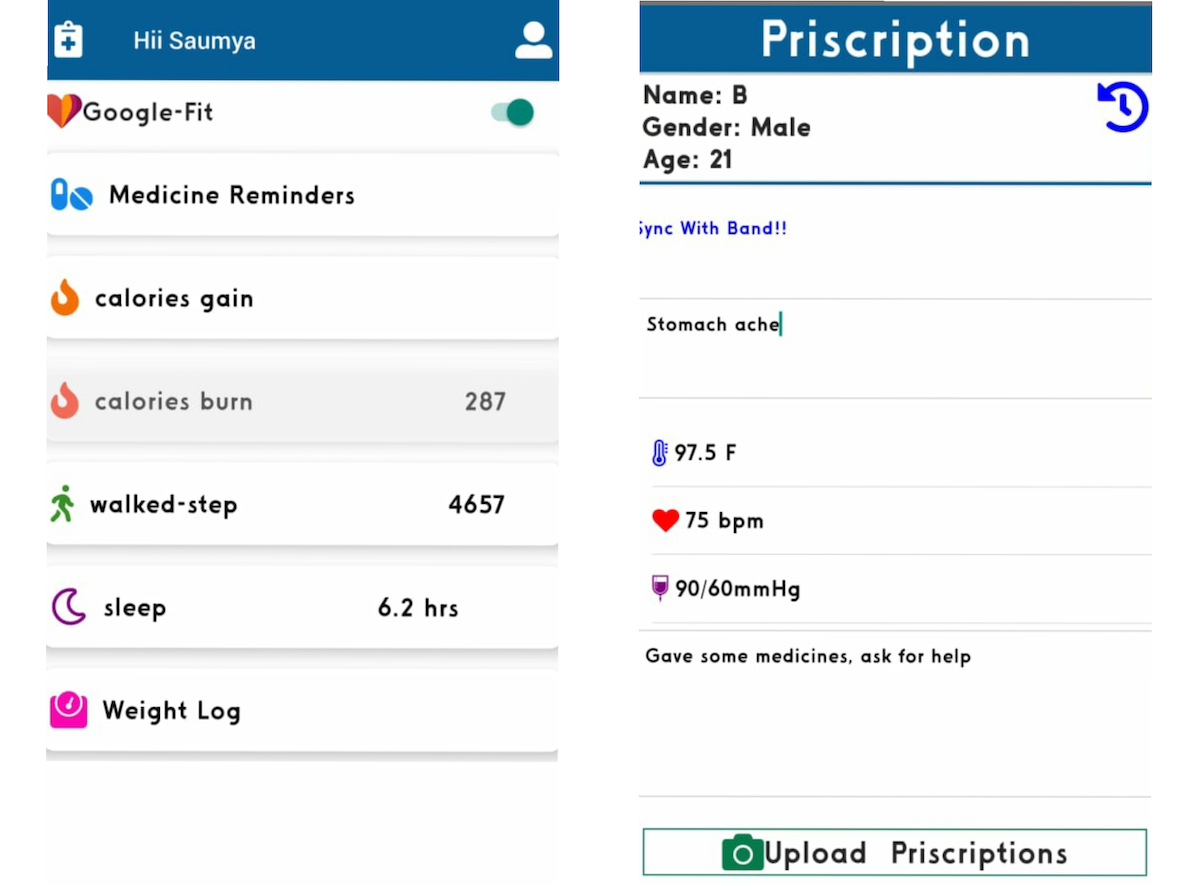 Hii Saumya
Google-Fit
Medicine Reminders
calories gain
calories burn 287
walked-step 4657
sleep 6.2 hrs
Weight Log
Priscription
Name: B
Gender: Male
Age: 21
Sync With Band!!
Stomach ache
97.5 F
75 bpm
90/60mmHg
Gave some medicines, ask for help
Upload Priscriptions